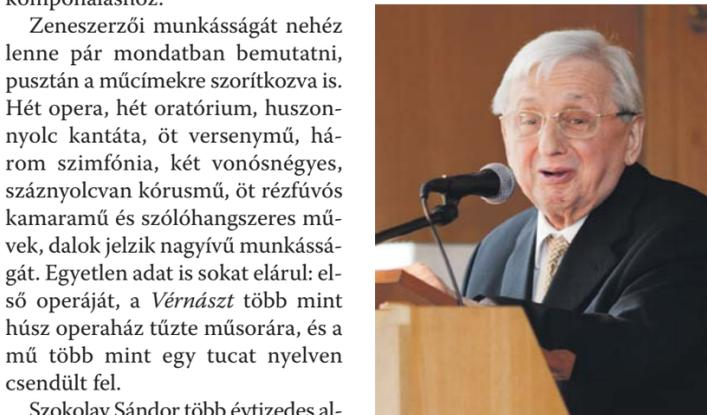 komponáláshoz.
Zeneszerzői munkásságát nehéz
lenne pár mondatban bemutatni,
pusztán a műcímekre szorítkozva is.
Hét opera, hét oratórium, huszon-
nyolc kantáta, öt versenymű, há-
rom szimfónia, két vonósnégyes,
száznyolcvan kórusmű, öt rézfúvós
kamaramű és szólóhangszeres mű-
vek, dalok jelzik nagyívű munkássá-
gát. Egyetlen adat is sokat elárul: el-
ső operáját, a Vérnászt több mint
húsz operaház tűzte műsorára, és a
mű több mint egy tucat nyelven
csendült fel.
Szokolay Sándor több évtizedes al-